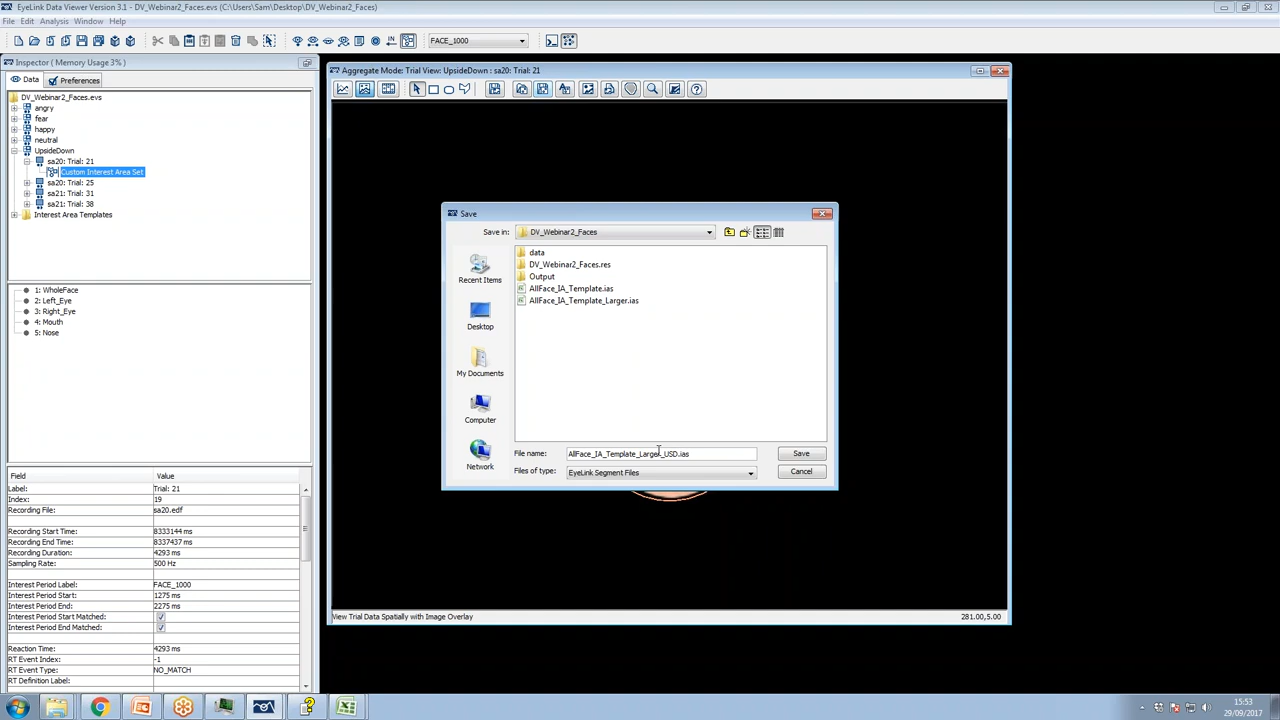 EyeLink Data Viewer Version 3.1 - DV_Webinar2_Faces.evs (C:\Users\Sam\Desktop\DV_Webinar2_Faces)
File Edit Analysis Window Help
FACE_1000
Inspector ( Memory Usage 3% )
Data Preferences
DV_Webinar2_Faces.evs
angry
fear
happy
neutral
UpsideDown
sa20: Trial: 21
Custom Interest Area Set
sa20: Trial: 25
sa21: Trial: 31
sa21: Trial: 38
Interest Area Templates
1: WholeFace
2: Left_Eye
3: Right_Eye
4: Mouth
5: Nose
Field Value
Label: Trial: 21
Index: 19
Recording File: sa20.edf
Recording Start Time: 8333144 ms
Recording End Time: 8337437 ms
Recording Duration: 4293 ms
Sampling Rate: 500 Hz
Interest Period Label: FACE_1000
Interest Period Start: 1275 ms
Interest Period End: 2275 ms
Interest Period Start Matched:
Interest Period End Matched:
Reaction Time: 4293 ms
RT Event Index: -1
RT Event Type: NO_MATCH
Aggregate Mode: Trial View: UpsideDown : sa20: Trial: 21
Save
Save in: DV_Webinar2_Faces
Recent Items
Desktop
My Documents
Computer
Network
data
DV_Webinar2_Faces.res
Output
AllFace_IA_Template.ias
AllFace_IA_Template_Larger.ias
File name: AllFace_IA_Template_Larger_USD.ias Save
Files of type: EyeLink Segment Files Cancel
View Trial Data Spatially with Image Overlay 281.00,5.00
15:53
29/09/2017